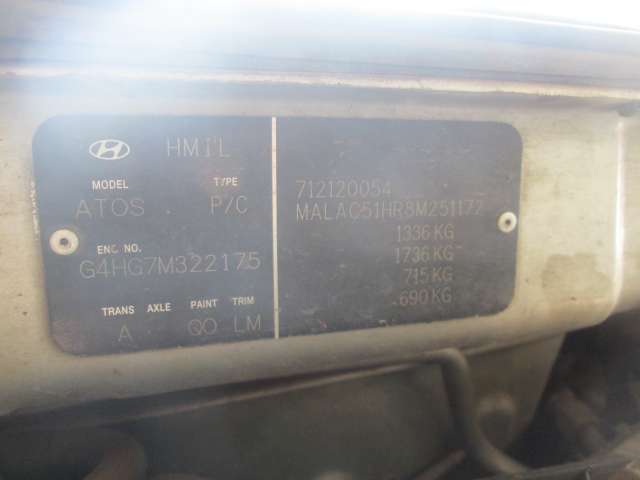 HMI'L
MODEL TYPE
ATOS P/C
ENG NO.
G4HG7M322175
TRANS AXLE PAINT TRIM
A QO LM
712120054
MALAC51HR8M251172
1336 KG
1736 KG
715 KG
690 KG